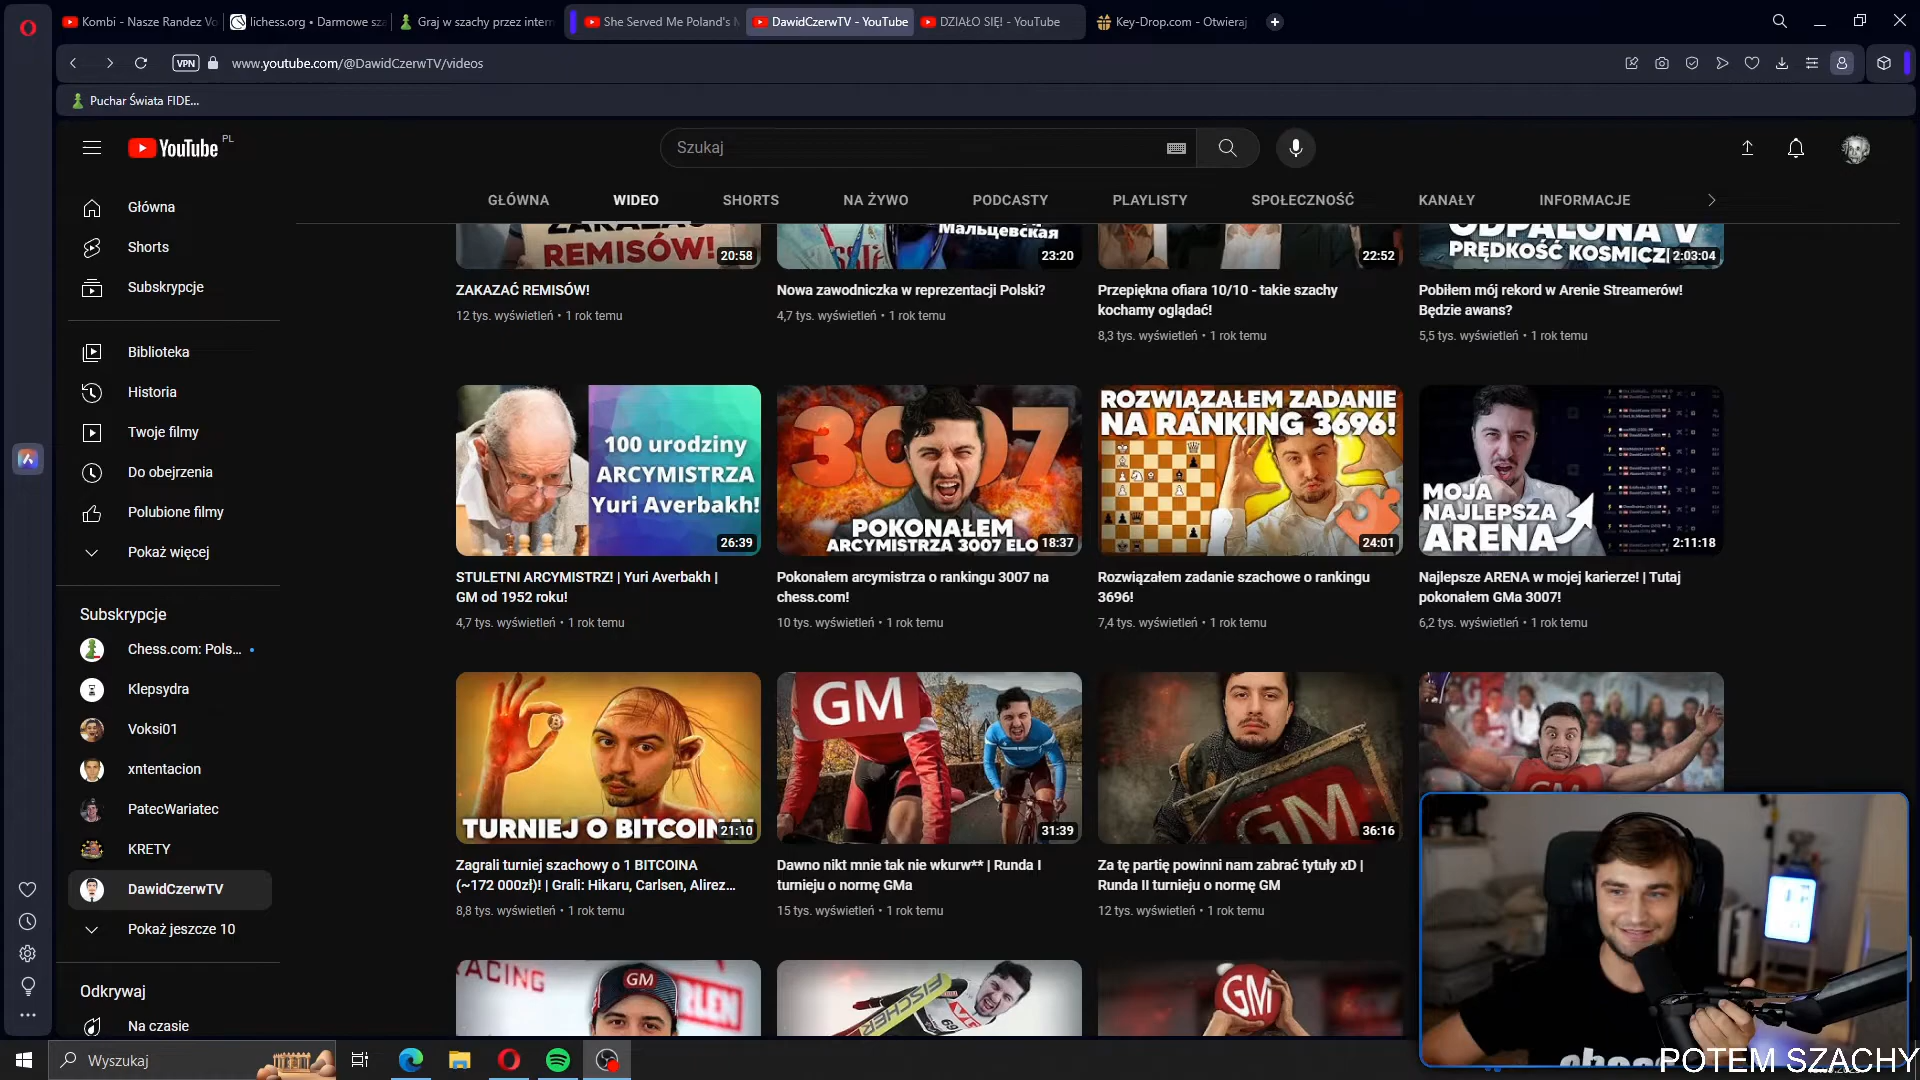 Kombi - Nasze Randez Vo
lichess.org • Darmowe sza
Graj w szachy przez inter
She Served Me Poland's M
DawidCzerwTV - YouTube
DZIAŁO SIĘ! - YouTube
Key-Drop.com - Otwieraj
VPN
www.youtube.com/@DawidCzerwTV/videos
Puchar Świata FIDE...
YouTube PL
Szukaj
GŁÓWNA
WIDEO
SHORTS
NA ŻYWO
PODCASTY
PLAYLISTY
SPOŁECZNOŚĆ
KANAŁY
INFORMACJE
Główna
Shorts
Subskrypcje
Biblioteka
Historia
Twoje filmy
Do obejrzenia
Polubione filmy
Pokaż więcej
Subskrypcje
Chess.com: Pols...
Klepsydra
Voksi01
xntentacion
PatecWariatec
KRETY
DawidCzerwTV
Pokaż jeszcze 10
Odkrywaj
Na czasie
ZAKAZAĆ
REMISÓW!
20:58
ZAKAZAĆ REMISÓW!
12 tys. wyświetleń • 1 rok temu
Мальцевская
23:20
Nowa zawodniczka w reprezentacji Polski?
4,7 tys. wyświetleń • 1 rok temu
22:52
Przepiękna ofiara 10/10 - takie szachy
kochamy oglądać!
8,3 tys. wyświetleń • 1 rok temu
ODPALONA V
PRĘDKOŚĆ KOSMICZ
2:03:04
Pobiłem mój rekord w Arenie Streamerów!
Będzie awans?
5,5 tys. wyświetleń • 1 rok temu
100 urodziny
ARCYMISTRZA
Yuri Averbakh!
26:39
STULETNI ARCYMISTRZ! | Yuri Averbakh |
GM od 1952 roku!
4,7 tys. wyświetleń • 1 rok temu
3007
POKONAŁEM
ARCYMISTRZA 3007 ELO
18:37
Pokonałem arcymistrza o rankingu 3007 na
chess.com!
10 tys. wyświetleń • 1 rok temu
ROZWIĄZAŁEM ZADANIE
NA RANKING 3696!
24:01
Rozwiązałem zadanie szachowe o rankingu
3696!
7,4 tys. wyświetleń • 1 rok temu
MOJA
NAJLEPSZA
ARENA
2:11:18
Najlepsze ARENA w mojej karierze! | Tutaj
pokonałem GMa 3007!
6,2 tys. wyświetleń • 1 rok temu
TURNIEJ O BITCOINA!
21:10
Zagrali turniej szachowy o 1 BITCOINA
(~172 000zł)! | Grali: Hikaru, Carlsen, Alirez...
8,8 tys. wyświetleń • 1 rok temu
GM
31:39
Dawno nikt mnie tak nie wkurw** | Runda I
turnieju o normę GMa
15 tys. wyświetleń • 1 rok temu
GM
36:16
Za tę partię powinni nam zabrać tytuły xD |
Runda II turnieju o normę GM
12 tys. wyświetleń • 1 rok temu
GM
RACING
GM
FISCHER
69
GM
Wyszukaj
POTEM SZACHY